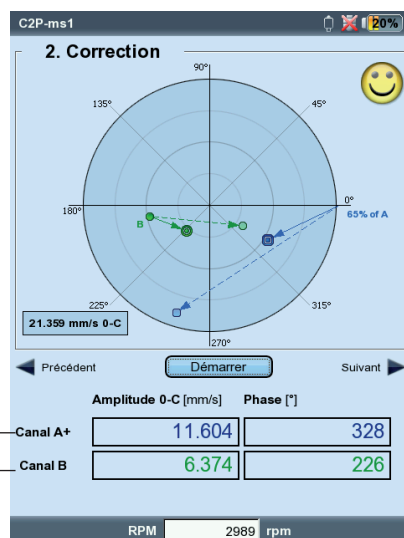 C2P-ms1
20%
2. Correction
90°
135°
45°
180°
B
0°
65% of A
225°
315°
21.359 mm/s 0-C
270°
Précédent
Démarrer
Suivant
Amplitude 0-C [mm/s] Phase [°]
Canal A+ 11.604 328
Canal B 6.374 226
RPM 2989 rpm